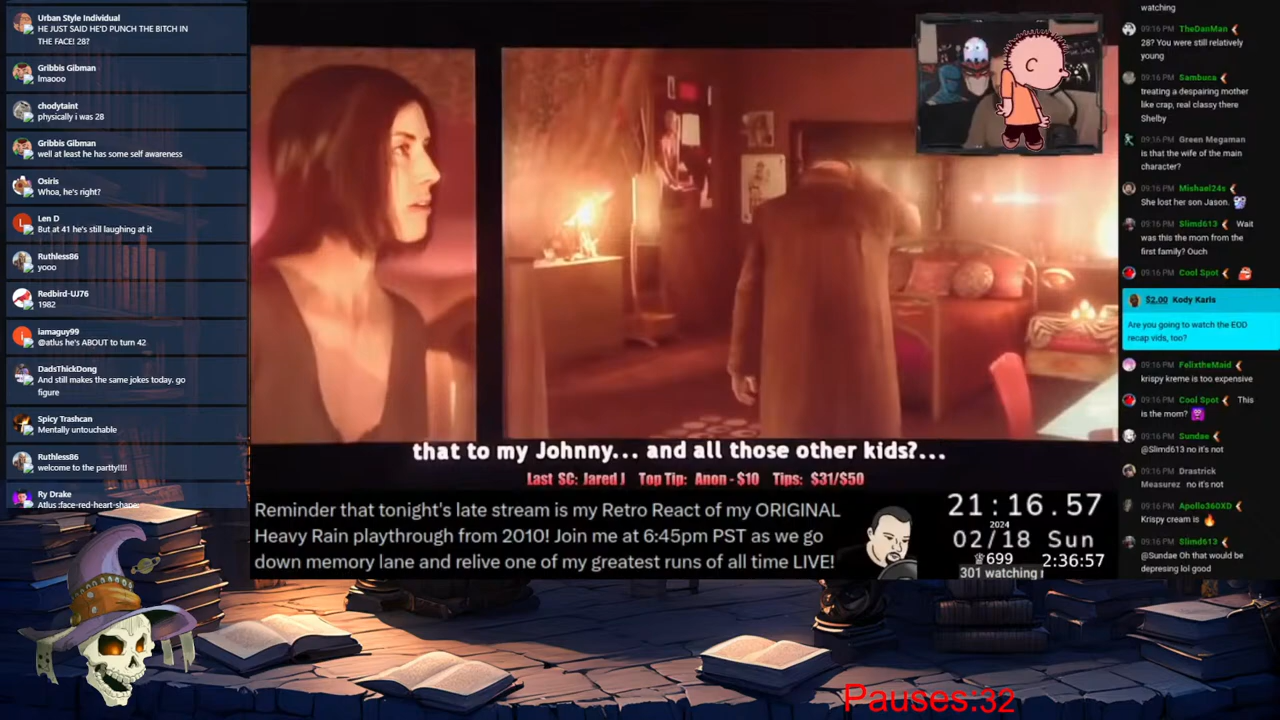 Urban Style Individual
HE JUST SAID HE'D PUNCH THE BITCH IN
THE FACE! 28?
Gribbis Gibman
lmaooo
chodytaint
physically i was 28
Gribbis Gibman
well at least he has some self awareness
Osiris
Whoa, he's right?
Len D
But at 41 he's still laughing at it
Ruthless86
yooo
Redbird-UJ76
1982
iamaguy99
@atlus he's ABOUT to turn 42
DadsThickDong
And still makes the same jokes today. go
figure
Spicy Trashcan
Mentally untouchable
Ruthless86
welcome to the partty!!!!
Ry Drake
Atlus :face-red-heart-shape:
that to my Johnny... and all those other kids?...
Last SC: Jared J Top Tip: Anon - $10 Tips: $31/$50
Reminder that tonight's late stream is my Retro React of my ORIGINAL
Heavy Rain playthrough from 2010! Join me at 6:45pm PST as we go
down memory lane and relive one of my greatest runs of all time LIVE!
21:16.57
2024
02/18 Sun
699
2:36:57
301 watching
watching
09:16 PM TheDanMan
28? You were still relatively
young
09:16 PM Sambuca
treating a despairing mother
like crap, real classy there
Shelby
09:16 PM Green Megaman
is that the wife of the main
character?
09:16 PM Mishael24s
She lost her son Jason.
09:16 PM Slimd613 Wait
was this the mom from the
first family? Ouch
09:16 PM Cool Spot
$2.00 Kody Karis
Are you going to watch the EOD
recap vids, too?
09:16 PM FelixtheMaid
krispy kreme is too expensive
09:16 PM Cool Spot This
is the mom?
09:16 PM Sundae
@Slimd613 no it's not
09:16 PM Drastrick
Measurez no it's not
09:16 PM Apollo360XD
Krispy cream is
09:16 PM Slimd613
@Sundae Oh that would be
depresing lol good
Pauses:32